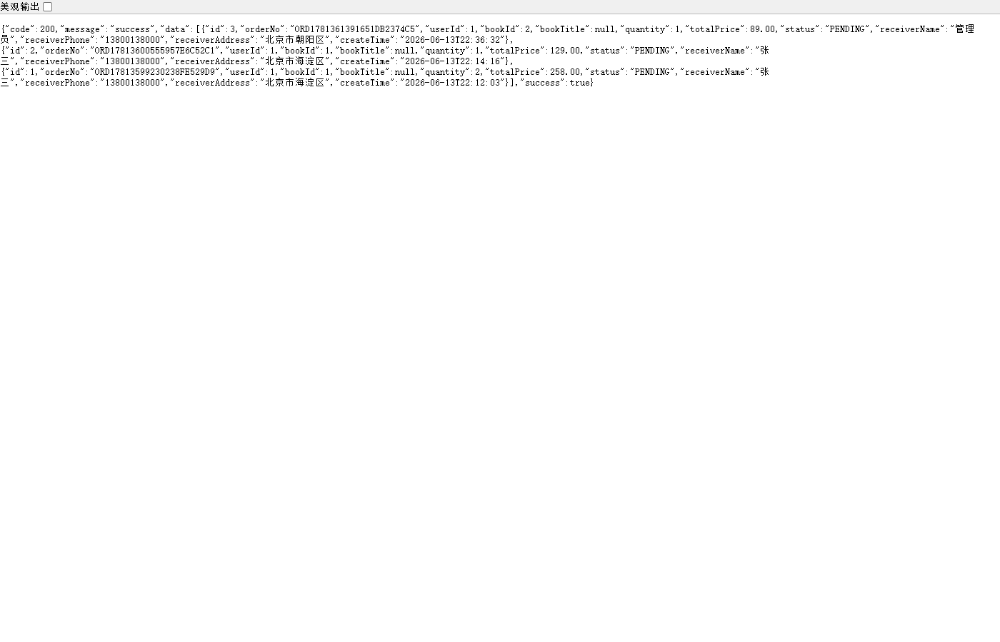 美观输出
{"code":200,"message":"success","data":[{"id":3,"orderNo":"ORD1781361391651DB2374C5","userId":1,"bookId":2,"bookTitle":null,"quantity":1,"totalPrice":89.00,"status":"PENDING","receiverName":"管理
员","receiverPhone":"13800138000","receiverAddress":"北京市朝阳区","createTime":"2026-06-13T22:36:32"},
{"id":2,"orderNo":"ORD17813600555957E6C52C1","userId":1,"bookId":1,"bookTitle":null,"quantity":1,"totalPrice":129.00,"status":"PENDING","receiverName":"张
三","receiverPhone":"13800138000","receiverAddress":"北京市海淀区","createTime":"2026-06-13T22:14:16"},
{"id":1,"orderNo":"ORD17813599230238FE529D9","userId":1,"bookId":1,"bookTitle":null,"quantity":2,"totalPrice":258.00,"status":"PENDING","receiverName":"张
三","receiverPhone":"13800138000","receiverAddress":"北京市海淀区","createTime":"2026-06-13T22:12:03"}],"success":true}